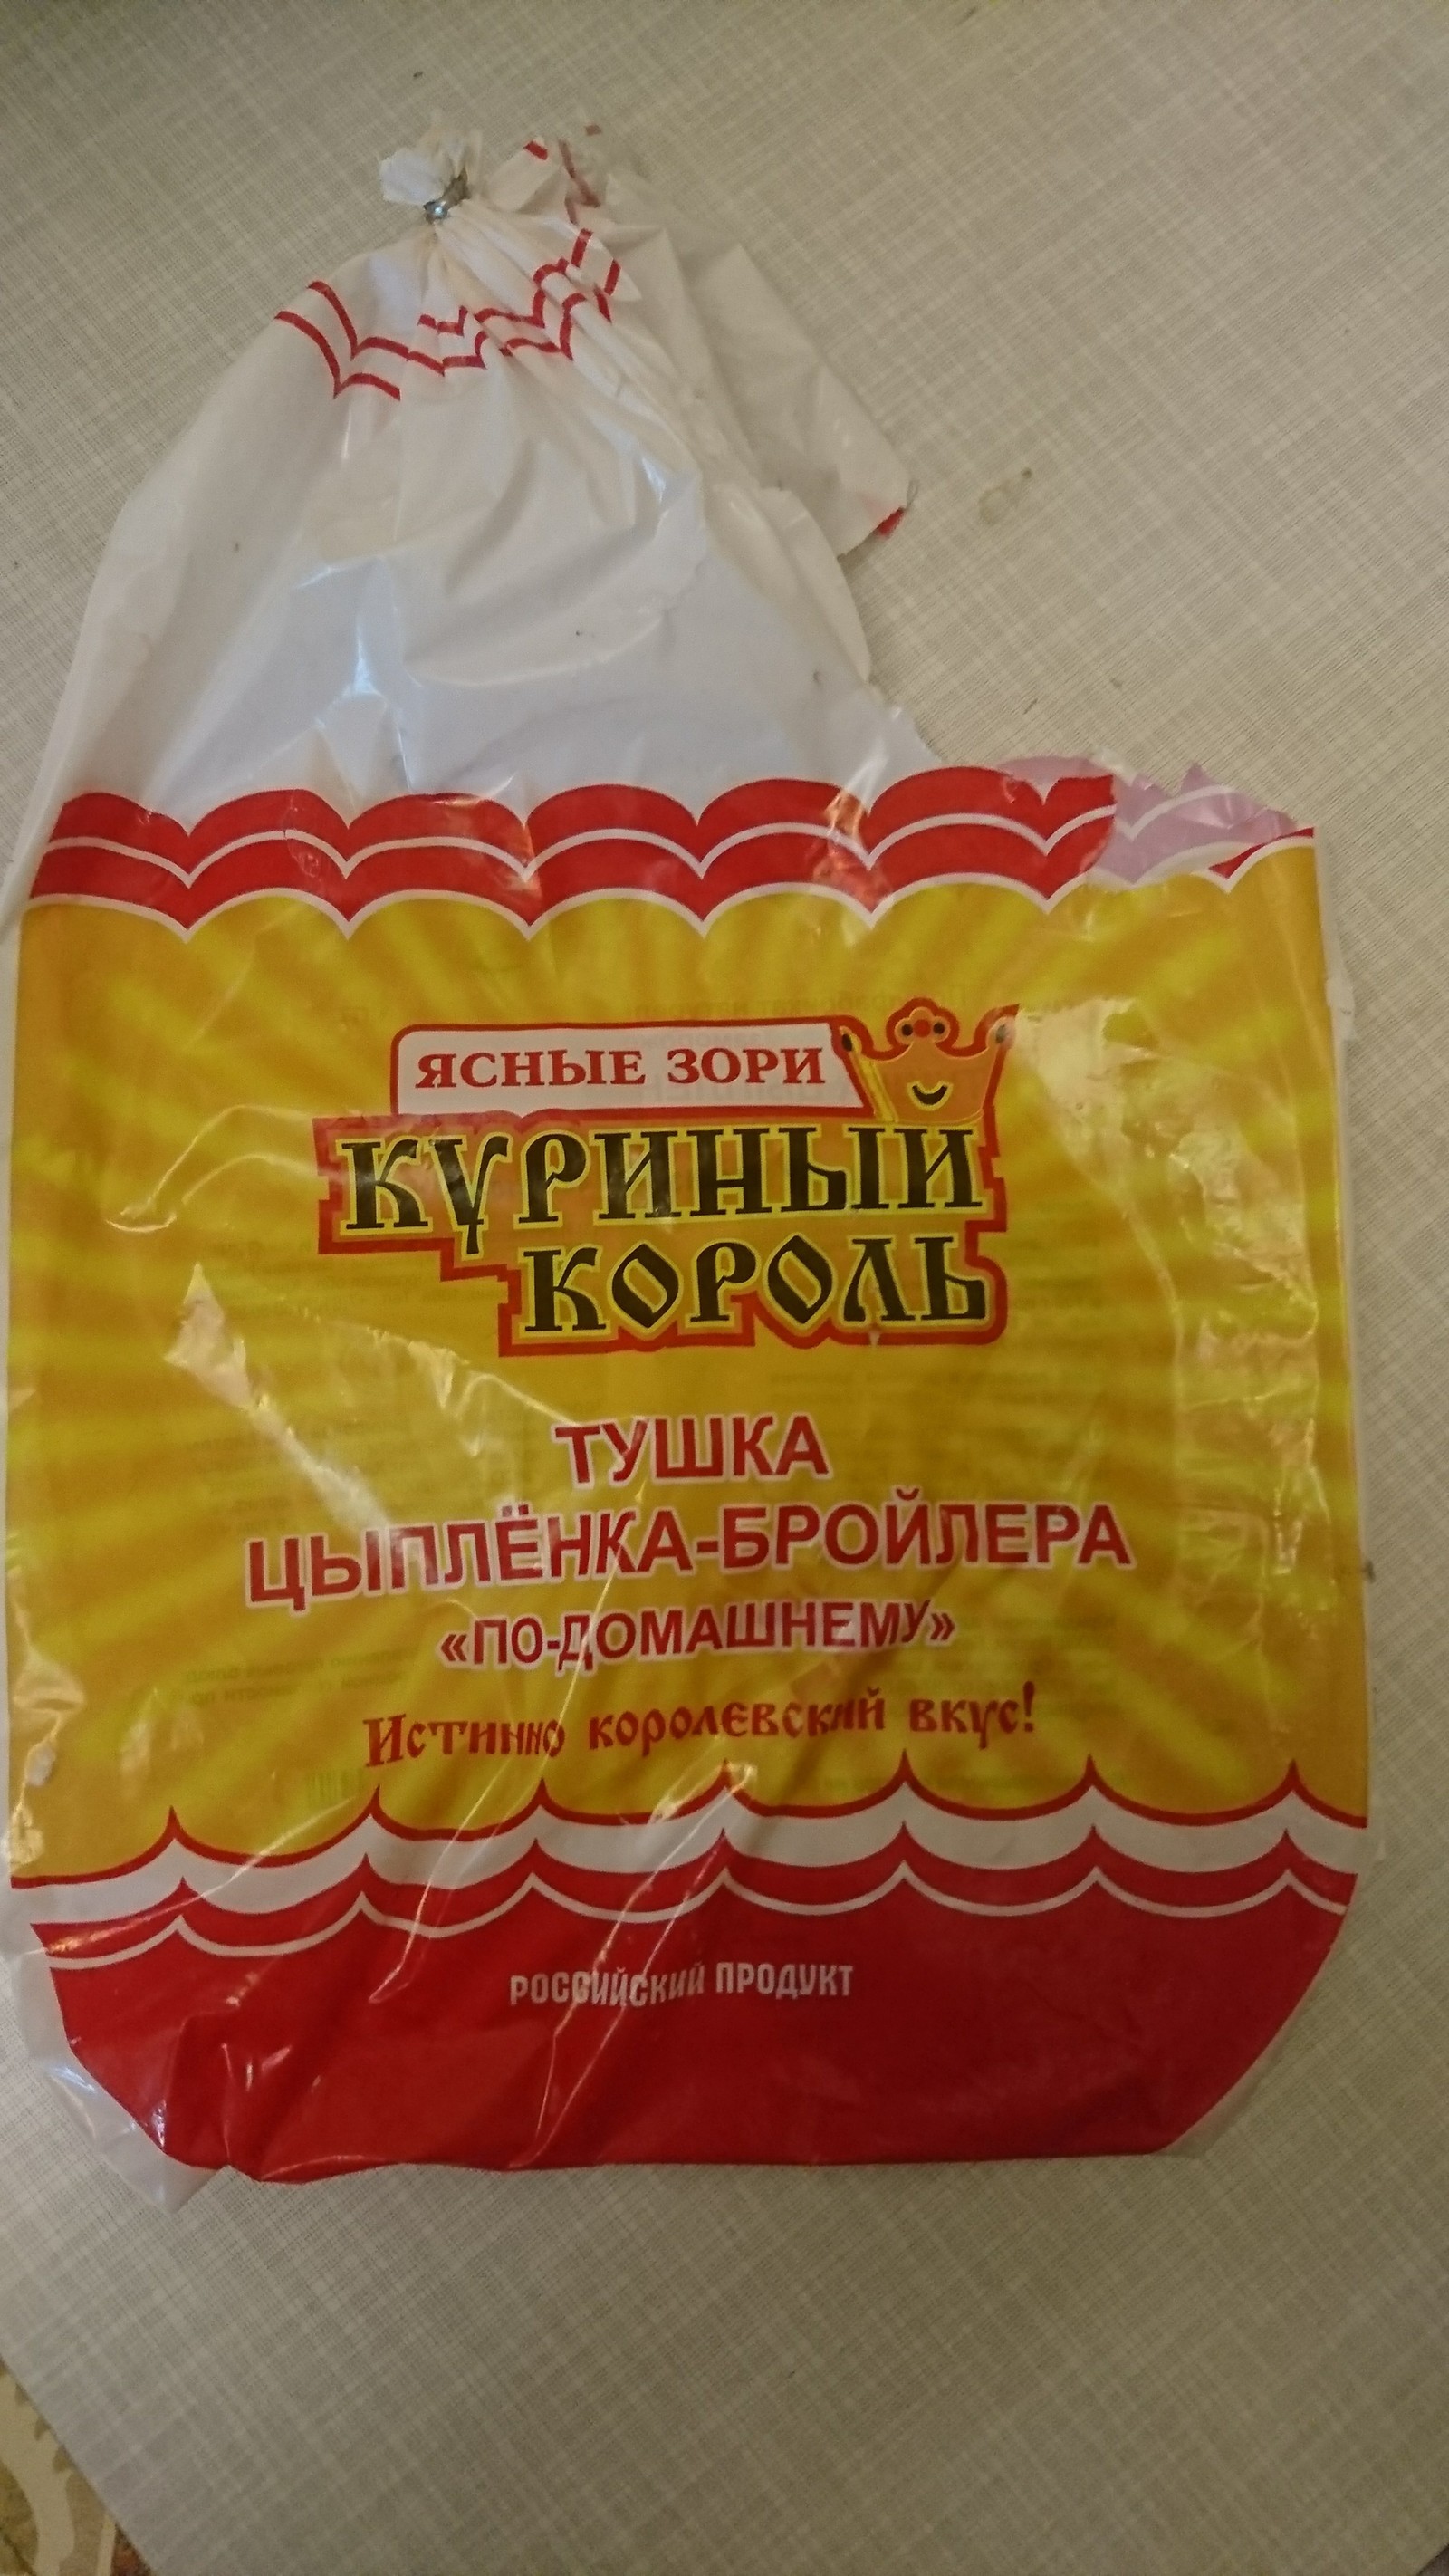 ЯСНЫЕ ЗОРИ
КУРИНЫЙ
КОРОЛЬ
ТУШКА
ЦЫПЛЁНКА-БРОЙЛЕРА
«ПО-ДОМАШНЕМУ»
Истинно королевский вкус!
РОССИЙСКИЙ ПРОДУКТ